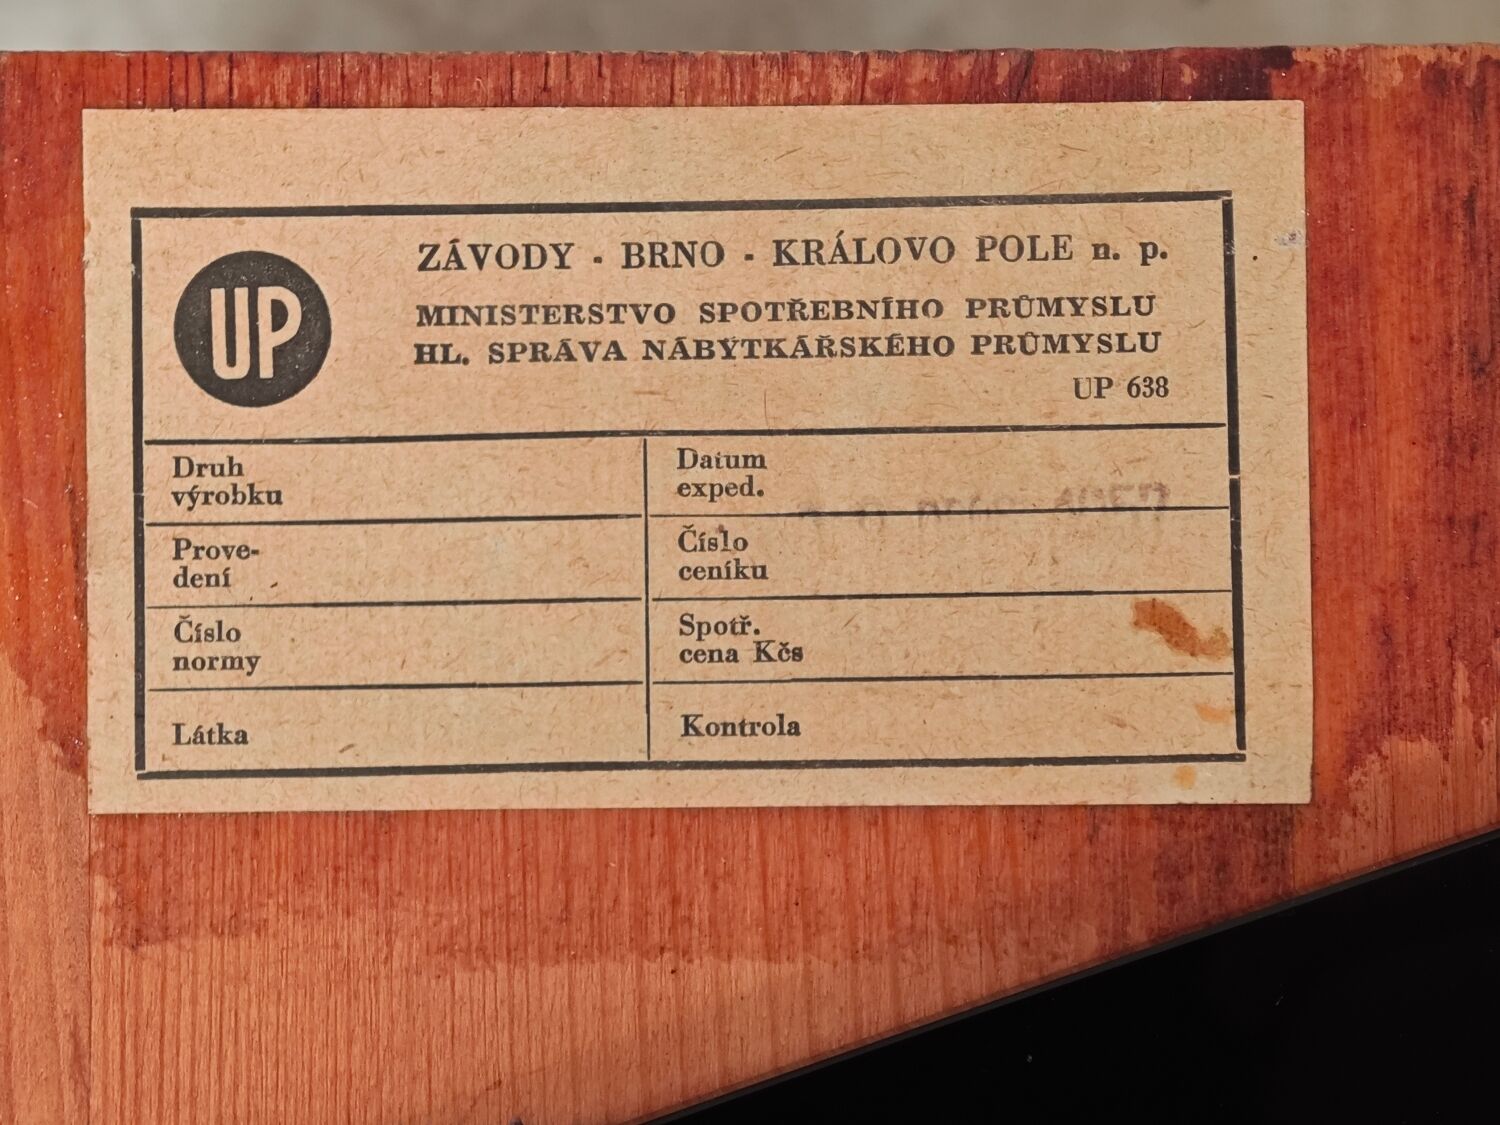 UP
ZÁVODY · BRNO · KRÁLOVO POLE n. p.
MINISTERSTVO SPOTŘEBNÍHO PRŮMYSLU
HL. SPRÁVA NÁBYTKÁŘSKÉHO PRŮMYSLU
UP 638
Druh
výrobku
Datum
exped.
Prove-
dení
Číslo
ceníku
Číslo
normy
Spotř.
cena Kčs
Látka
Kontrola